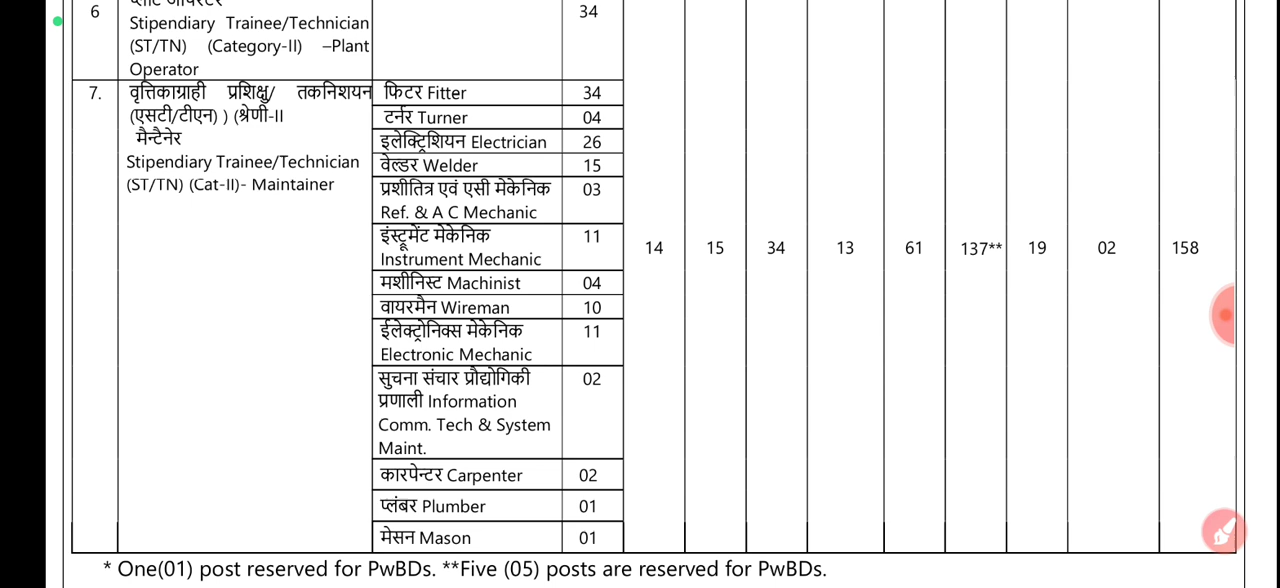 6
34
Stipendiary Trainee/Technician
(ST/TN) (Category-II) –Plant
Operator
7.
वृत्तिकाग्राही प्रशिक्षु/ तकनिशयन
(एसटी/टीएन) ) (श्रेणी-II
मैन्टैनेर
Stipendiary Trainee/Technician
(ST/TN) (Cat-II)- Maintainer
फिटर Fitter 34
टर्नर Turner 04
इलेक्ट्रिशियन Electrician 26
वेल्डर Welder 15
प्रशीतित्र एवं एसी मेकेनिक 03
Ref. & A C Mechanic
इंस्ट्रूमेंट मेकेनिक 11
Instrument Mechanic
14 15 34 13 61 137** 19 02 158
मशीनिस्ट Machinist 04
वायरमैन Wireman 10
ईलेक्ट्रोनिक्स मेकेनिक 11
Electronic Mechanic
सुचना संचार प्रौद्योगिकी 02
प्रणाली Information
Comm. Tech & System
Maint.
कारपेन्टर Carpenter 02
प्लंबर Plumber 01
मेसन Mason 01
* One(01) post reserved for PwBDs. **Five (05) posts are reserved for PwBDs.